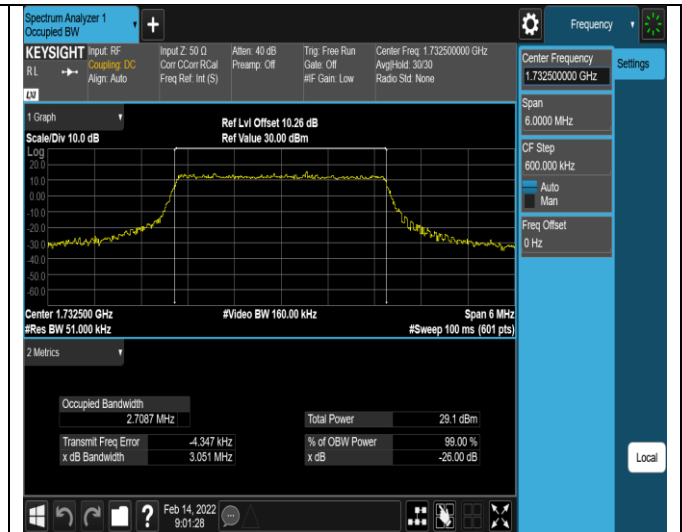 Spectrum Analyzer 1
Occupied BW
+
Frequency
KEYSIGHT
RL
Input: RF
Coupling: DC
Align: Auto
Input Z: 50 Ω
Corr CCorr RCal
Freq Ref: Int (S)
Atten: 40 dB
Preamp: Off
Trig: Free Run
Gate: Off
#IF Gain: Low
Center Freq: 1.732500000 GHz
Avg|Hold: 30/30
Radio Std: None
LXI
1 Graph
Scale/Div 10.0 dB
Ref Lvl Offset 10.26 dB
Ref Value 30.00 dBm
Log
20.0
10.0
0.00
-10.0
-20.0
-30.0
-40.0
-50.0
-60.0
Center 1.732500 GHz
#Res BW 51.000 kHz
#Video BW 160.00 kHz
Span 6 MHz
#Sweep 100 ms (601 pts)
2 Metrics
Occupied Bandwidth
2.7087 MHz
Transmit Freq Error
-4.347 kHz
x dB Bandwidth
3.051 MHz
Total Power
29.1 dBm
% of OBW Power
99.00 %
x dB
-26.00 dB
Center Frequency
1.732500000 GHz
Settings
Span
6.0000 MHz
CF Step
600.000 kHz
Auto
Man
Freq Offset
0 Hz
Local
?
Feb 14, 2022
9:01:28